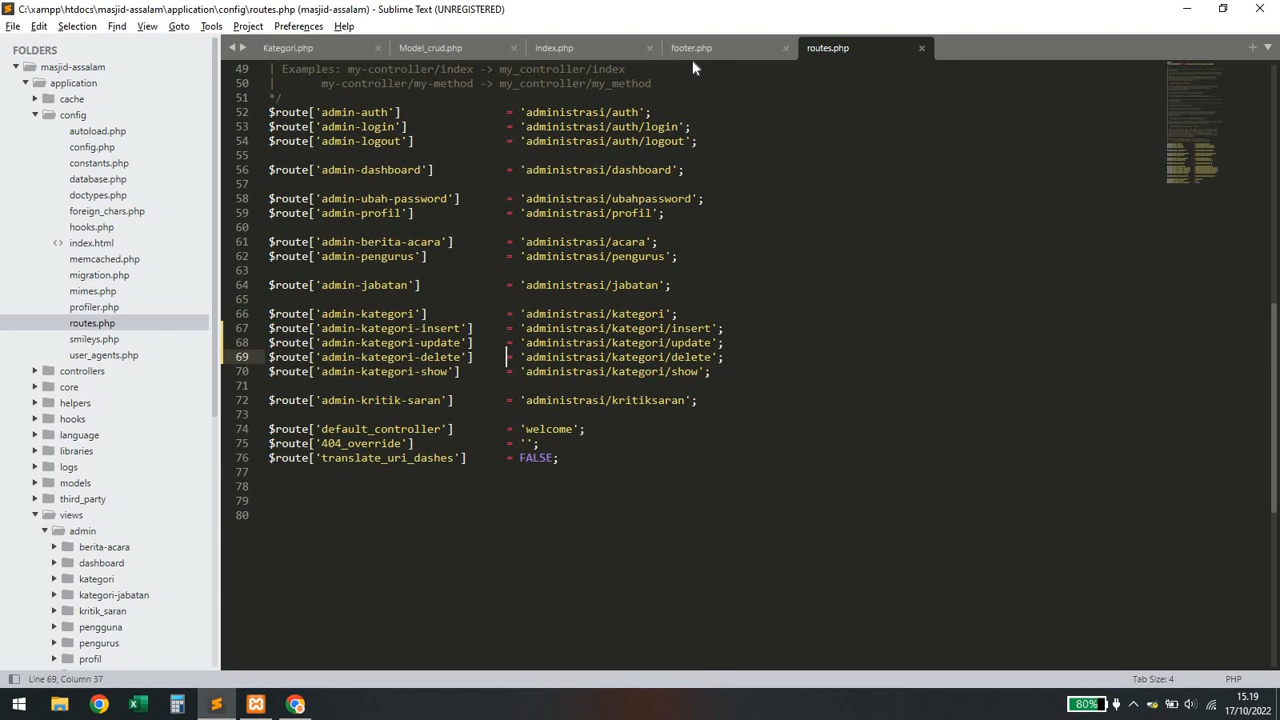 C:\xampp\htdocs\masjid-assalam\application\config\routes.php (masjid-assalam) - Sublime Text (UNREGISTERED)
File Edit Selection Find View Goto Tools Project Preferences Help
FOLDERS
masjid-assalam
application
cache
config
autoload.php
config.php
constants.php
database.php
doctypes.php
foreign_chars.php
hooks.php
index.html
memcached.php
migration.php
mimes.php
profiler.php
routes.php
smileys.php
user_agents.php
controllers
core
helpers
hooks
language
libraries
logs
models
third_party
views
admin
berita-acara
dashboard
kategori
kategori-jabatan
kritik_saran
pengguna
pengurus
profil
Kategori.php Model_crud.php index.php footer.php routes.php
49 | Examples: my-controller/index -> my_controller/index
50 | my-controller/my-method -> my_controller/my_method
51 */
52 $route['admin-auth'] = 'administrasi/auth';
53 $route['admin-login'] = 'administrasi/auth/login';
54 $route['admin-logout'] = 'administrasi/auth/logout';
55
56 $route['admin-dashboard'] = 'administrasi/dashboard';
57
58 $route['admin-ubah-password'] = 'administrasi/ubahpassword';
59 $route['admin-profil'] = 'administrasi/profil';
60
61 $route['admin-berita-acara'] = 'administrasi/acara';
62 $route['admin-pengurus'] = 'administrasi/pengurus';
63
64 $route['admin-jabatan'] = 'administrasi/jabatan';
65
66 $route['admin-kategori'] = 'administrasi/kategori';
67 $route['admin-kategori-insert'] = 'administrasi/kategori/insert';
68 $route['admin-kategori-update'] = 'administrasi/kategori/update';
69 $route['admin-kategori-delete'] = 'administrasi/kategori/delete';
70 $route['admin-kategori-show'] = 'administrasi/kategori/show';
71
72 $route['admin-kritik-saran'] = 'administrasi/kritiksaran';
73
74 $route['default_controller'] = 'welcome';
75 $route['404_override'] = '';
76 $route['translate_uri_dashes'] = FALSE;
77
78
79
80
Line 69, Column 37 Tab Size: 4 PHP
80% 15.19
17/10/2022